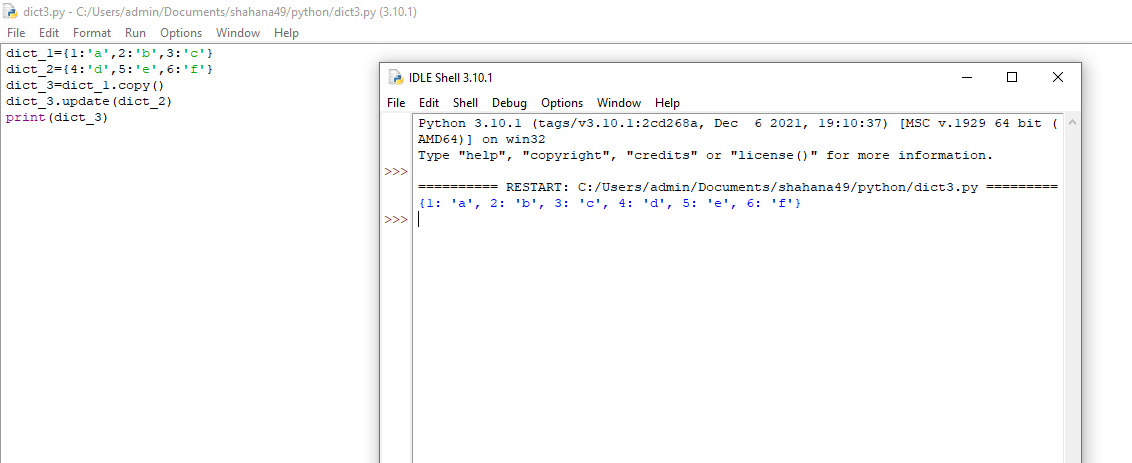 dict3.py - C:/Users/admin/Documents/shahana49/python/dict3.py (3.10.1)
File Edit Format Run Options Window Help
dict_1={1:'a',2:'b',3:'c'}
dict_2={4:'d',5:'e',6:'f'}
dict_3=dict_1.copy()
dict_3.update(dict_2)
print(dict_3)
IDLE Shell 3.10.1
File Edit Shell Debug Options Window Help
Python 3.10.1 (tags/v3.10.1:2cd268a, Dec  6 2021, 19:10:37) [MSC v.1929 64 bit (
AMD64)] on win32
Type "help", "copyright", "credits" or "license()" for more information.
>>>
========== RESTART: C:/Users/admin/Documents/shahana49/python/dict3.py =========
{1: 'a', 2: 'b', 3: 'c', 4: 'd', 5: 'e', 6: 'f'}
>>>